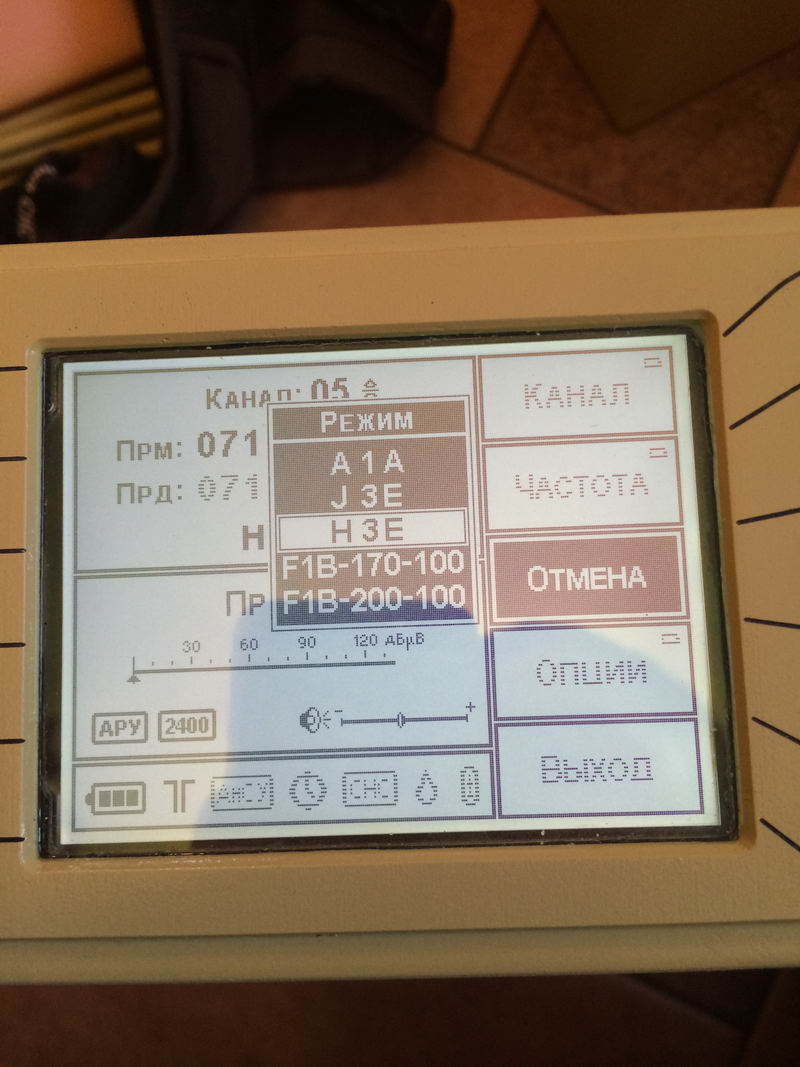 Канал: 05
Прм: 071
Прд: 071
Н
Пр
Режим
A1A
J3E
H3E
F1B-170-100
F1B-200-100
30 60 90 120 дБµВ
АРУ 2400
- +
СНС
КАНАЛ
ЧАСТОТА
ОТМЕНА
ОПЦИИ
ВЫХОД